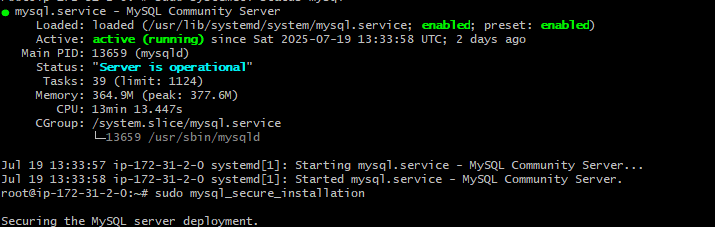 ● mysql.service - MySQL Community Server
Loaded: loaded (/usr/lib/systemd/system/mysql.service; enabled; preset: enabled)
Active: active (running) since Sat 2025-07-19 13:33:58 UTC; 2 days ago
Main PID: 13659 (mysqld)
Status: "Server is operational"
Tasks: 39 (limit: 1124)
Memory: 364.9M (peak: 377.6M)
CPU: 13min 13.447s
CGroup: /system.slice/mysql.service
└─13659 /usr/sbin/mysqld
Jul 19 13:33:57 ip-172-31-2-0 systemd[1]: Starting mysql.service - MySQL Community Server...
Jul 19 13:33:58 ip-172-31-2-0 systemd[1]: Started mysql.service - MySQL Community Server.
root@ip-172-31-2-0:~# sudo mysql_secure_installation
Securing the MySQL server deployment.